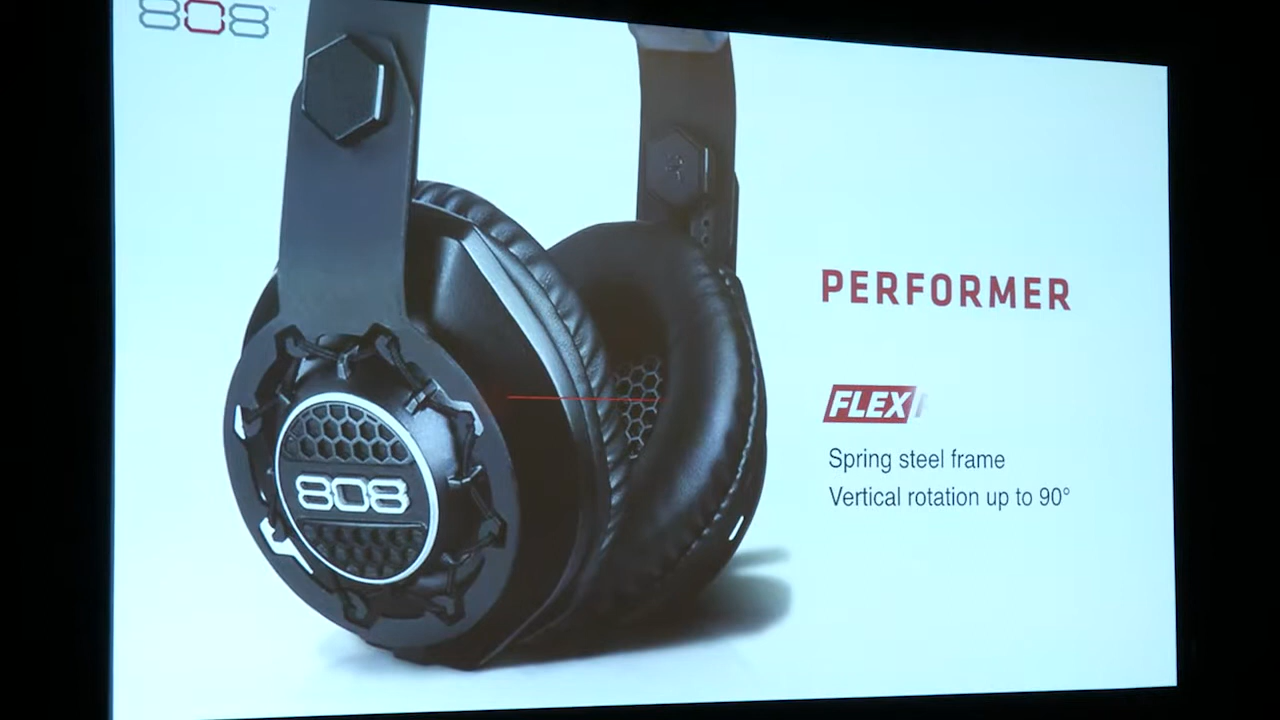 808
PERFORMER
FLEX
Spring steel frame
Vertical rotation up to 90°
808